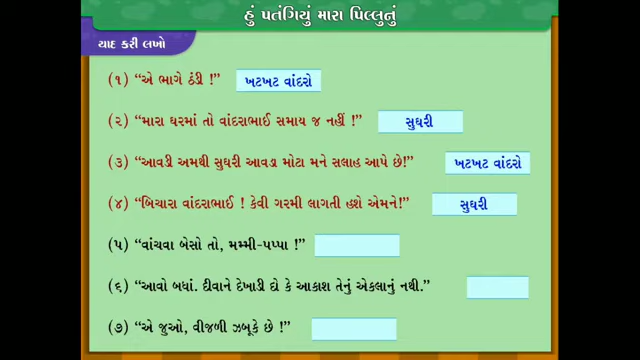 હું પતંગિયું મારા પિલ્લુનું
યાદ કરી લખો
(૧) “એ ભાગે ઠંડી !” ખટખટ વાંદરો
(૨) “મારા ઘરમાં તો વાંદરાભાઈ સમાય જ નહીં !” સુઘરી
(૩) “આવડી અમથી સુઘરી આવડા મોટા મને સલાહ આપે છે!” ખટખટ વાંદરો
(૪) “બિચારા વાંદરાભાઈ ! કેવી ગરમી લાગતી હશે એમને!” સુઘરી
(૫) “વાંચવા બેસો તો, મમ્મી-પપ્પા !”
(૬) “આવો બધાં. દીવાને દેખાડી દો કે આકાશ તેનું એકલાનું નથી.”
(૭) “એ જુઓ, વીજળી ઝબૂકે છે !”